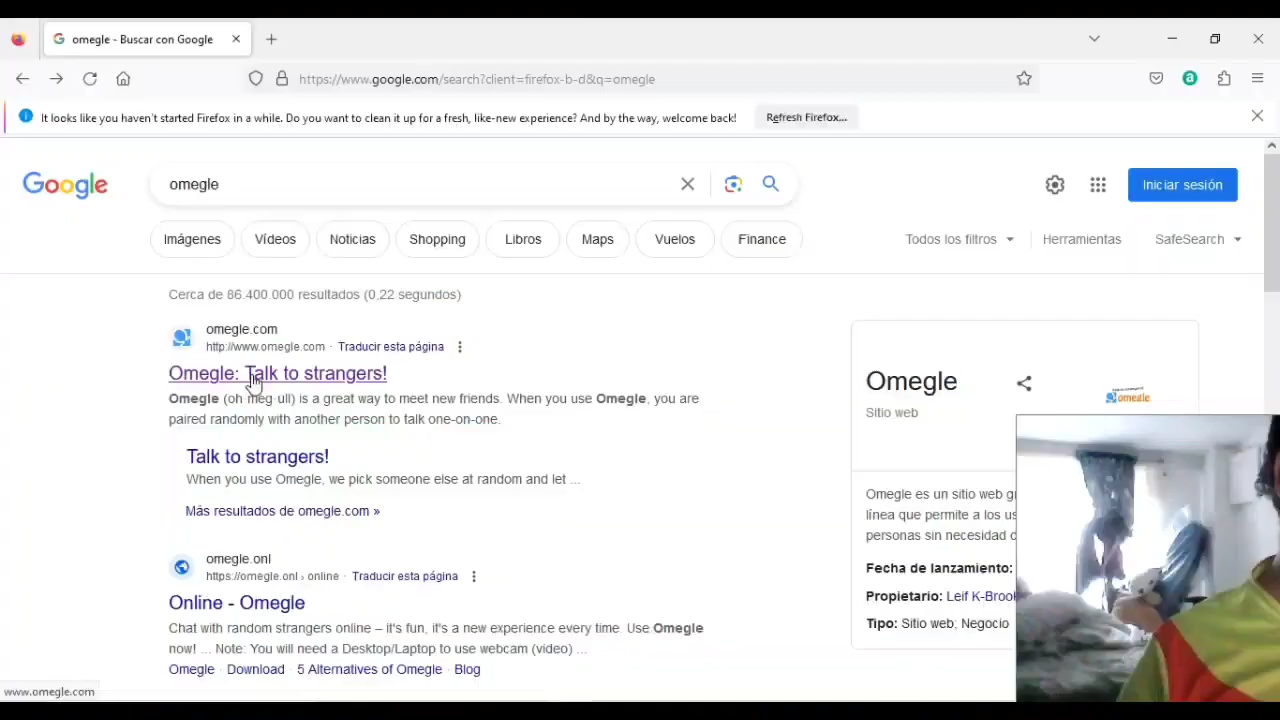 omegle - Buscar con Google
https://www.google.com/search?client=firefox-b-d&q=omegle
It looks like you haven't started Firefox in a while. Do you want to clean it up for a fresh, like-new experience? And by the way, welcome back!
Refresh Firefox...
Google
omegle
Iniciar sesión
Imágenes
Vídeos
Noticias
Shopping
Libros
Maps
Vuelos
Finance
Todos los filtros
Herramientas
SafeSearch
Cerca de 86.400.000 resultados (0,22 segundos)
omegle.com
http://www.omegle.com · Traducir esta página
Omegle: Talk to strangers!
Omegle (oh·meg·ull) is a great way to meet new friends. When you use Omegle, you are
paired randomly with another person to talk one-on-one.
Talk to strangers!
When you use Omegle, we pick someone else at random and let ...
Más resultados de omegle.com »
omegle.onl
https://omegle.onl › online · Traducir esta página
Online - Omegle
Chat with random strangers online – it's fun, it's a new experience every time. Use Omegle
now! ... Note: You will need a Desktop/Laptop to use webcam (video) ...
Omegle · Download · 5 Alternatives of Omegle · Blog
Omegle
Sitio web
omegle
Omegle es un sitio web
línea que permite a los
personas sin necesidad
Fecha de lanzamiento:
Propietario: Leif
Tipo: Sitio web; Negocio
www.omegle.com